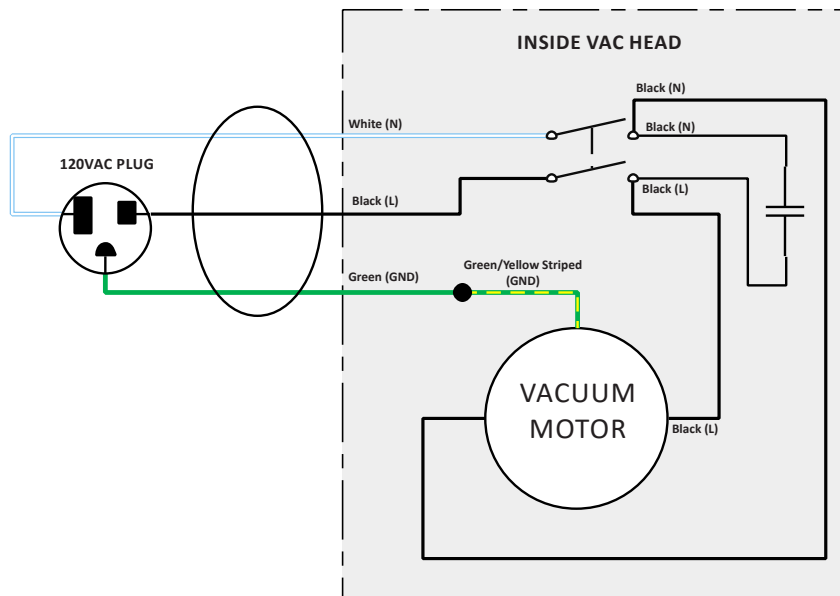 INSIDE VAC HEAD
Black (N)
White (N)
Black (N)
120VAC PLUG
Black (L)
Black (L)
Green/Yellow Striped
(GND)
Green (GND)
VACUUM
MOTOR
Black (L)